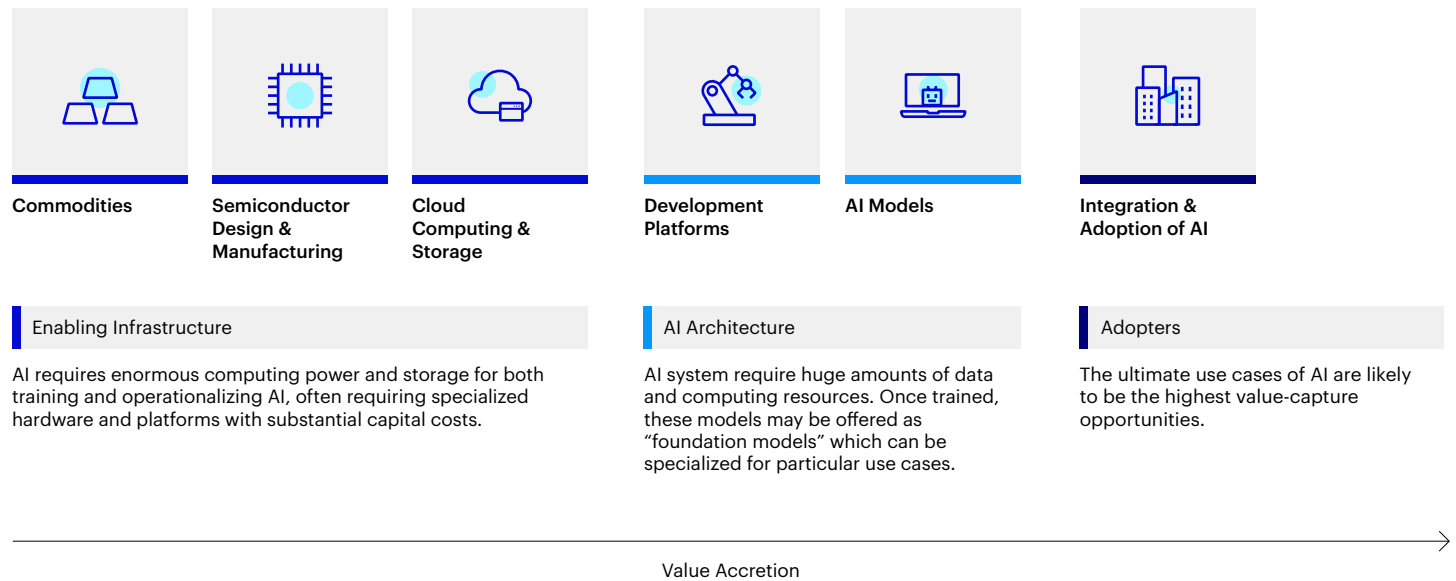 Commodities
Semiconductor
Design &
Manufacturing
Cloud
Computing &
Storage
Development
Platforms
AI Models
Integration &
Adoption of AI
Enabling Infrastructure
AI requires enormous computing power and storage for both
training and operationalizing AI, often requiring specialized
hardware and platforms with substantial capital costs.
AI Architecture
AI system require huge amounts of data
and computing resources. Once trained,
these models may be offered as
“foundation models” which can be
specialized for particular use cases.
Adopters
The ultimate use cases of AI are likely
to be the highest value-capture
opportunities.
Value Accretion